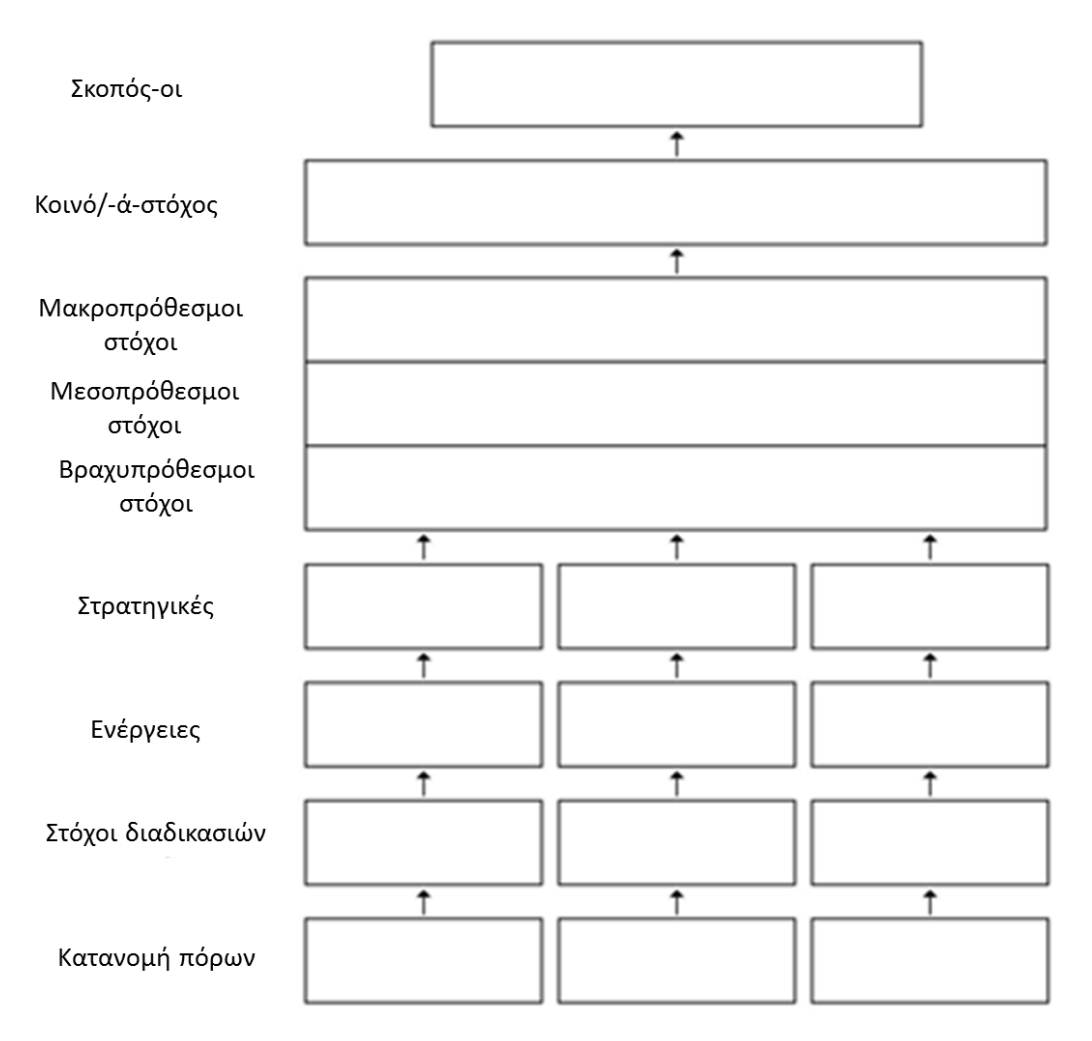 Σκοπός-οι
Κοινό/-ά-στόχος
Μακροπρόθεσμοι
στόχοι
Μεσοπρόθεσμοι
στόχοι
Βραχυπρόθεσμοι
στόχοι
Στρατηγικές
Ενέργειες
Στόχοι διαδικασιών
Κατανομή πόρων